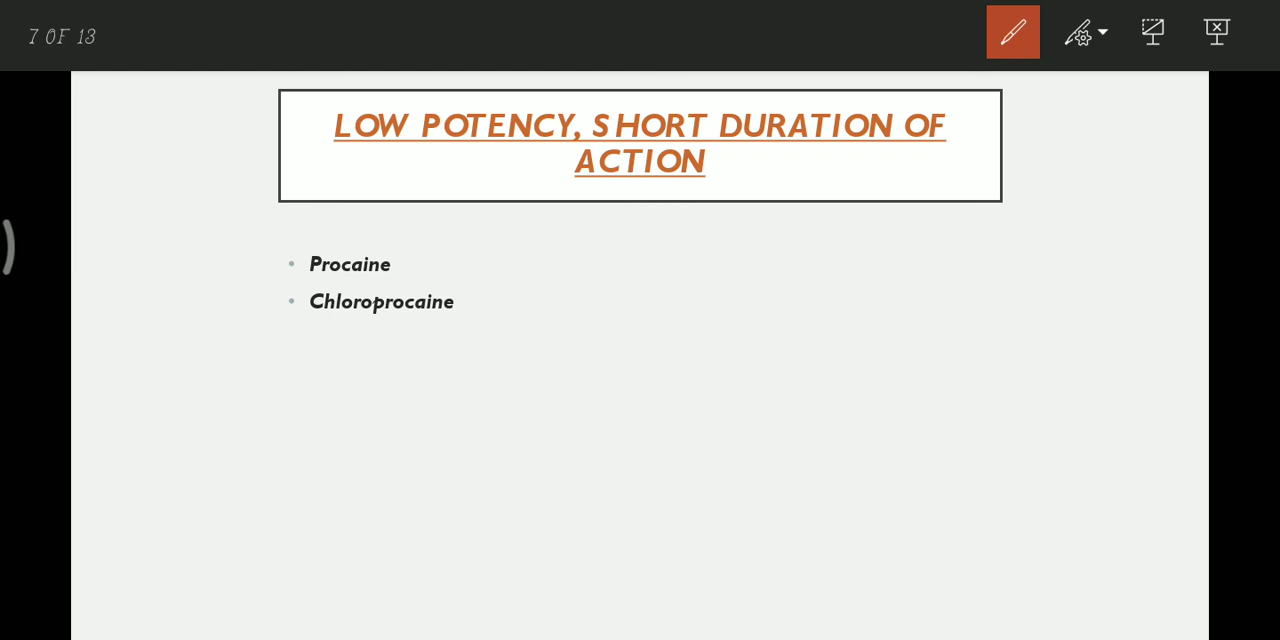 7 OF 13
LOW POTENCY, SHORT DURATION OF
ACTION
• Procaine
• Chloroprocaine